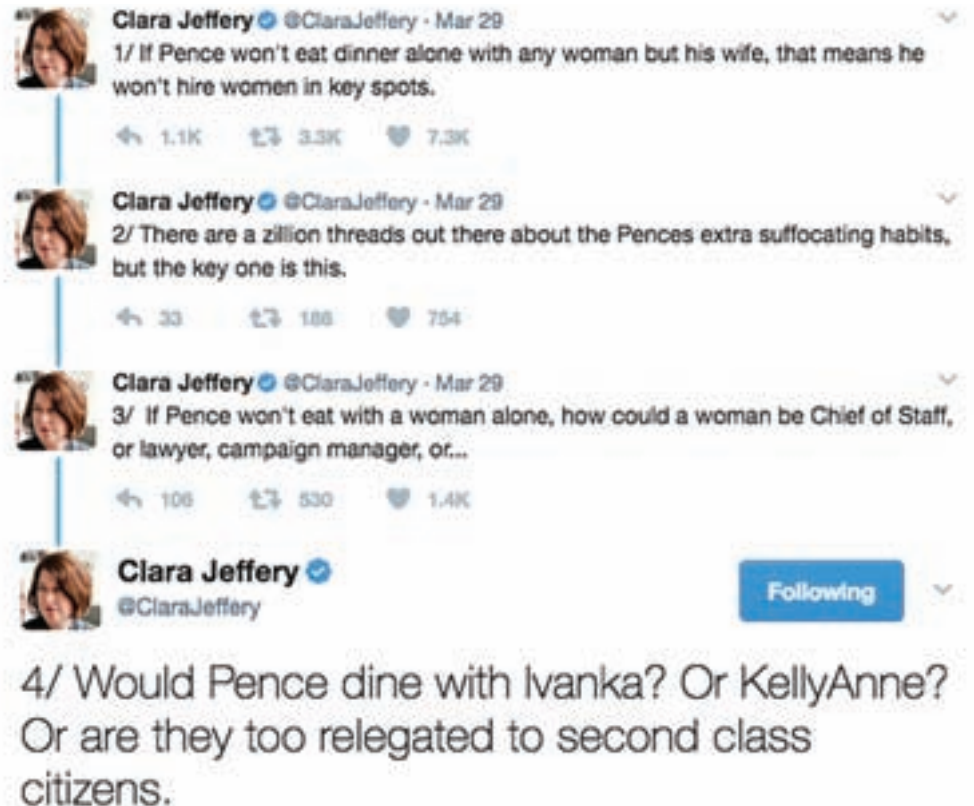 Clara Jeffery @ClaraJeffery · Mar 29
1/ If Pence won't eat dinner alone with any woman but his wife, that means he
won't hire women in key spots.
1.1K 3.3K 7.3K
Clara Jeffery @ClaraJeffery · Mar 29
2/ There are a zillion threads out there about the Pences extra suffocating habits,
but the key one is this.
33 186 754
Clara Jeffery @ClaraJeffery · Mar 29
3/ If Pence won't eat with a woman alone, how could a woman be Chief of Staff,
or lawyer, campaign manager, or...
106 530 1.4K
Clara Jeffery
@ClaraJeffery
Following
4/ Would Pence dine with Ivanka? Or KellyAnne?
Or are they too relegated to second class
citizens.